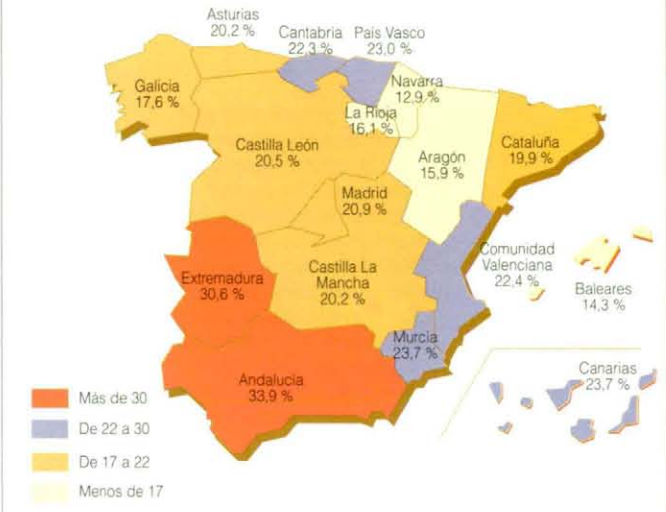 Asturias
20,2 %
Cantabria
22,3 %
País Vasco
23,0 %
Galicia
17,6 %
Navarra
12,9 %
La Rioja
16,1 %
Castilla León
20,5 %
Aragón
15,9 %
Cataluña
19,9 %
Madrid
20,9 %
Extremadura
30,6 %
Castilla La
Mancha
20,2 %
Comunidad
Valenciana
22,4 %
Baleares
14,3 %
Murcia
23,7 %
Canarias
23,7 %
Andalucía
33,9 %
Más de 30
De 22 a 30
De 17 a 22
Menos de 17